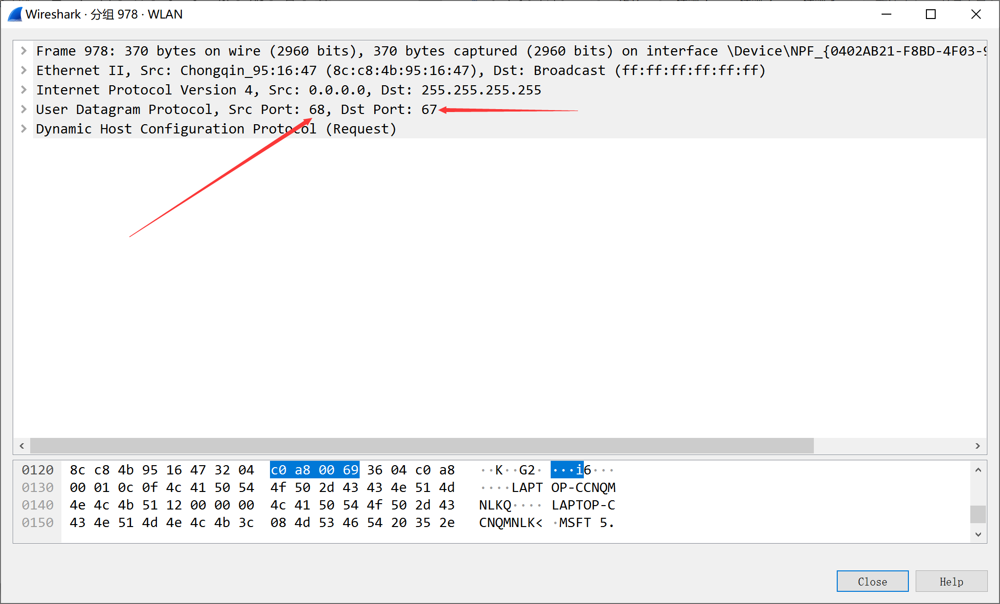 Wireshark · 分组 978 · WLAN
Frame 978: 370 bytes on wire (2960 bits), 370 bytes captured (2960 bits) on interface \Device\NPF_{0402AB21-F8BD-4F03-9
Ethernet II, Src: Chongqin_95:16:47 (8c:c8:4b:95:16:47), Dst: Broadcast (ff:ff:ff:ff:ff:ff)
Internet Protocol Version 4, Src: 0.0.0.0, Dst: 255.255.255.255
User Datagram Protocol, Src Port: 68, Dst Port: 67
Dynamic Host Configuration Protocol (Request)
0120 8c c8 4b 95 16 47 32 04 c0 a8 00 69 36 04 c0 a8 ··K··G2· ···i6···
0130 00 01 0c 0f 4c 41 50 54 4f 50 2d 43 43 4e 51 4d ····LAPT OP-CCNQM
0140 4e 4c 4b 51 12 00 00 00 4c 41 50 54 4f 50 2d 43 NLKQ···· LAPTOP-C
0150 43 4e 51 4d 4e 4c 4b 3c 08 4d 53 46 54 20 35 2e CNQMNLK< ·MSFT 5.
Close Help